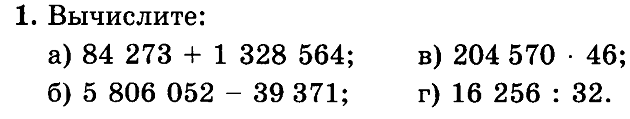 1. Вычислите:
а) 84 273 + 1 328 564; в) 204 570 · 46;
б) 5 806 052 – 39 371; г) 16 256 : 32.